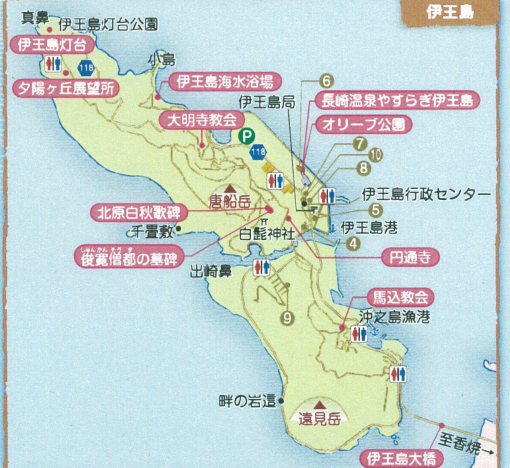 伊王島
真鼻
伊王島灯台公園
伊王島灯台
118
小島
夕陽ヶ丘展望所
伊王島海水浴場
6
伊王島局
長崎温泉やすらぎ伊王島
大明寺教会
P
オリーブ公園
7
118
10
8
唐船岳
伊王島行政センター
北原白秋歌碑
5
千畳敷
白髭神社
伊王島港
4
しゅんかんそうず
俊寛僧都の墓碑
円通寺
出崎鼻
馬込教会
9
沖之島漁港
畔の岩這
遠見岳
至香焼→
伊王島大橋